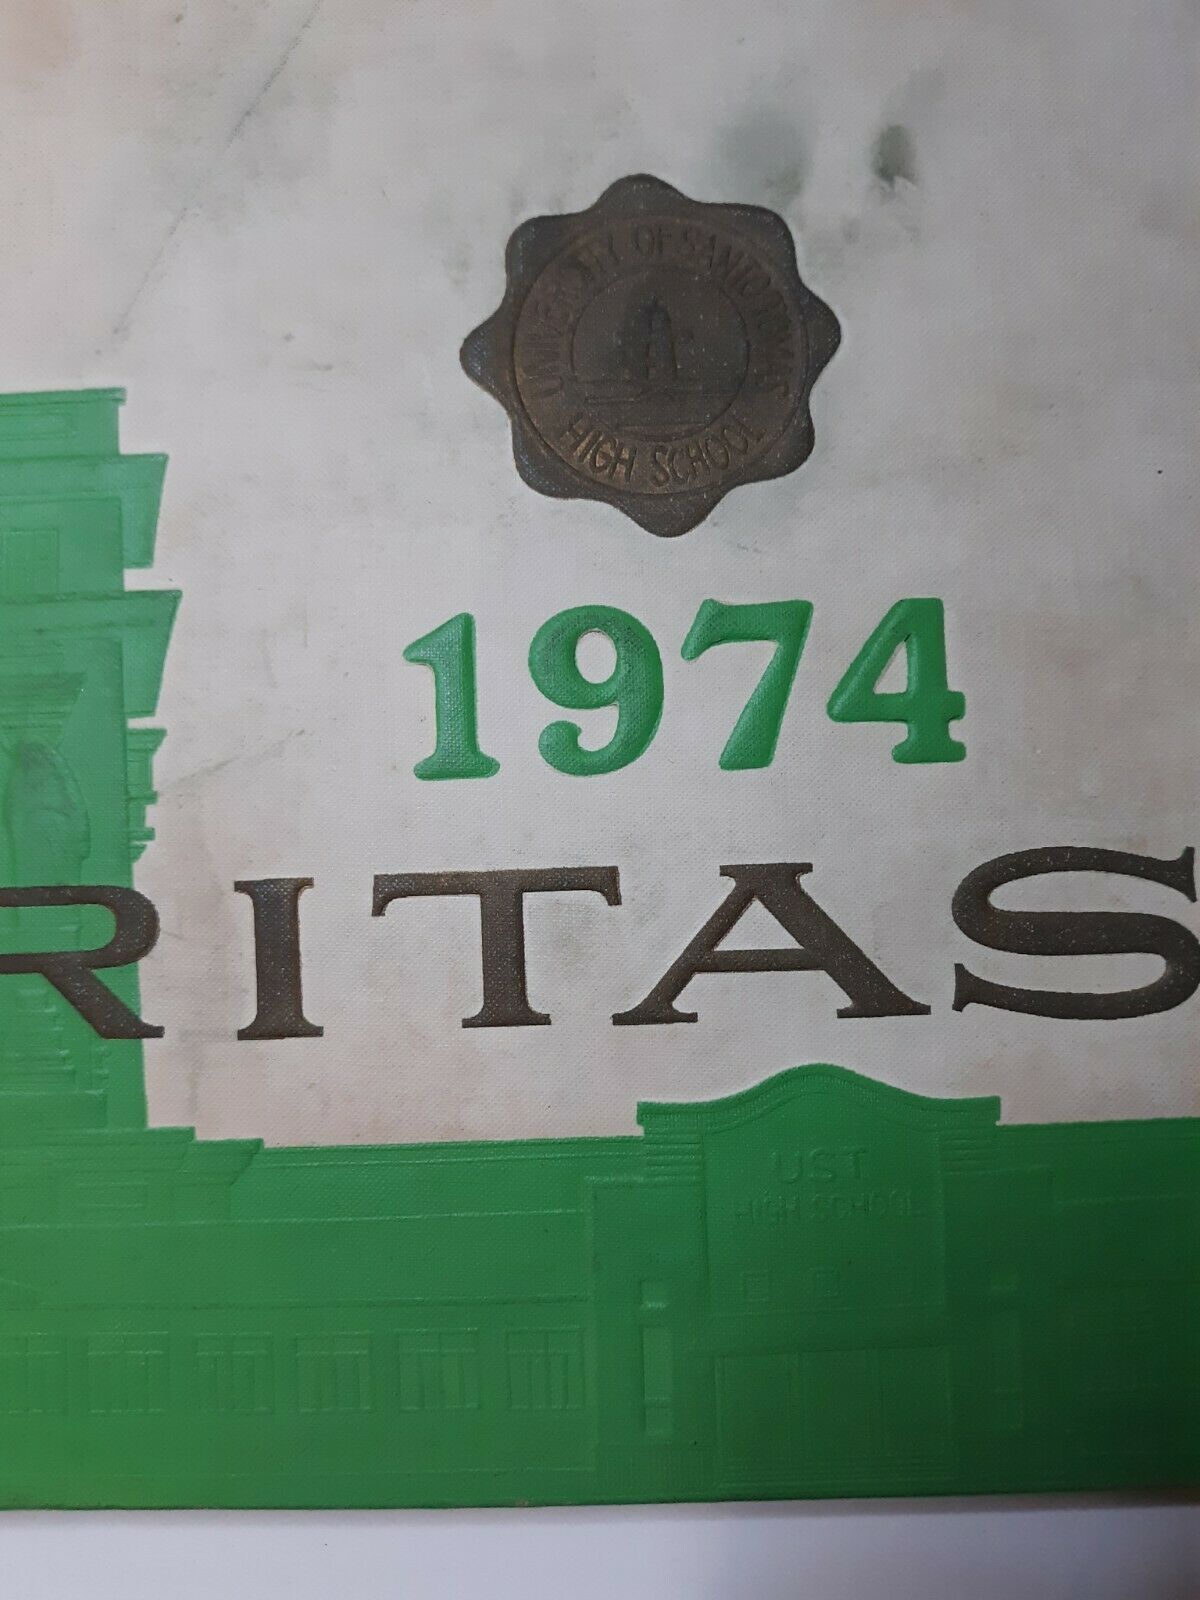 UNIVERSITY OF SANTO TOMAS
HIGH SCHOOL
1974
RITAS
UST
HIGH SCHOOL